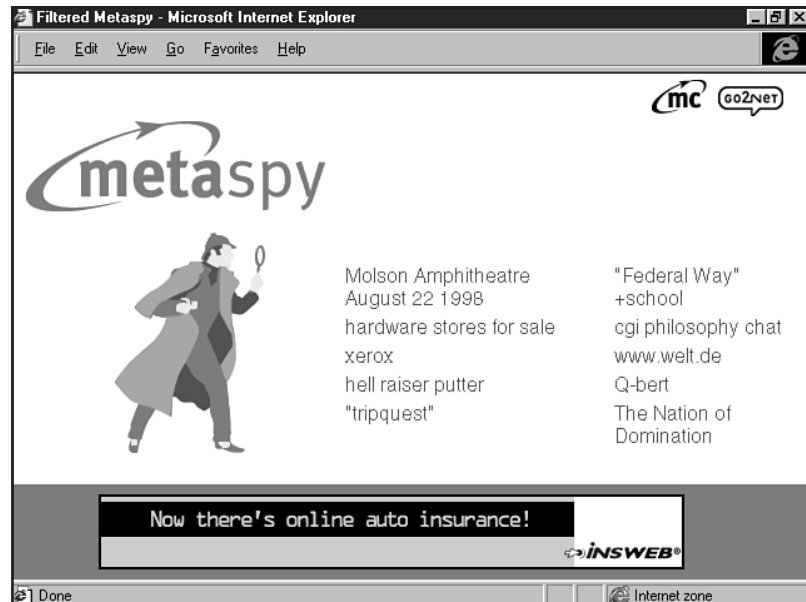 Filtered Metaspy - Microsoft Internet Explorer
File Edit View Go Favorites Help
mc GO2NET
metaspy
Molson Amphitheatre
August 22 1998
hardware stores for sale
xerox
hell raiser putter
"tripquest"
"Federal Way"
+school
cgi philosophy chat
www.welt.de
Q-bert
The Nation of
Domination
Now there's online auto insurance!
INSWEB®
Done
Internet zone